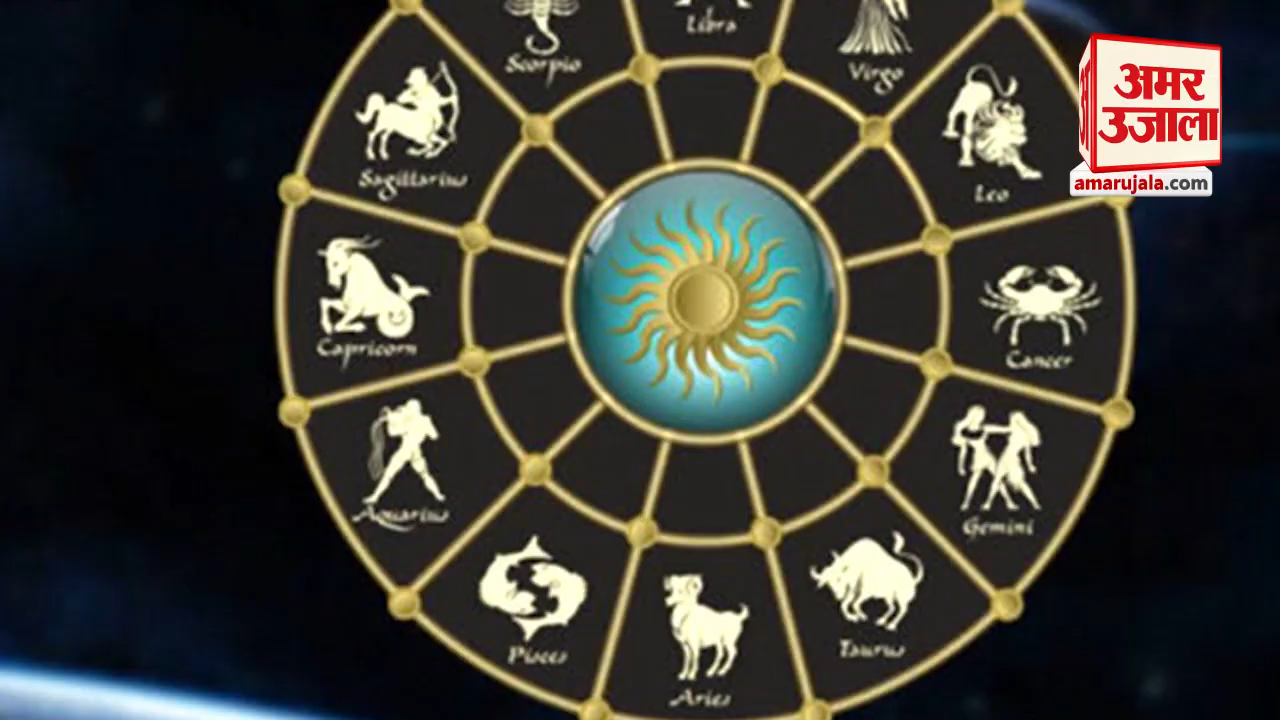 Libra
Scorpio
Virgo
अमर
उजाला
amarujala.com
Sagittarius
Leo
Capricorn
Cancer
Aquarius
Gemini
Taurus
Pisces
Aries